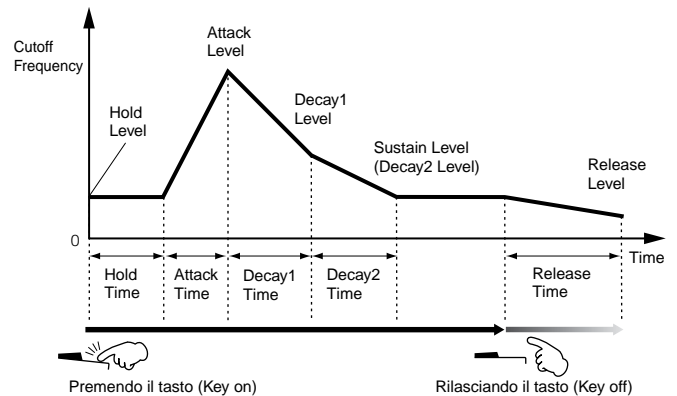 Attack
Level
Cutoff
Frequency
Hold
Level
Decay1
Level
Sustain Level
(Decay2 Level)
Release
Level
0
Time
Hold
Time
Attack
Time
Decay1
Time
Decay2
Time
Release
Time
Premendo il tasto (Key on)
Rilasciando il tasto (Key off)